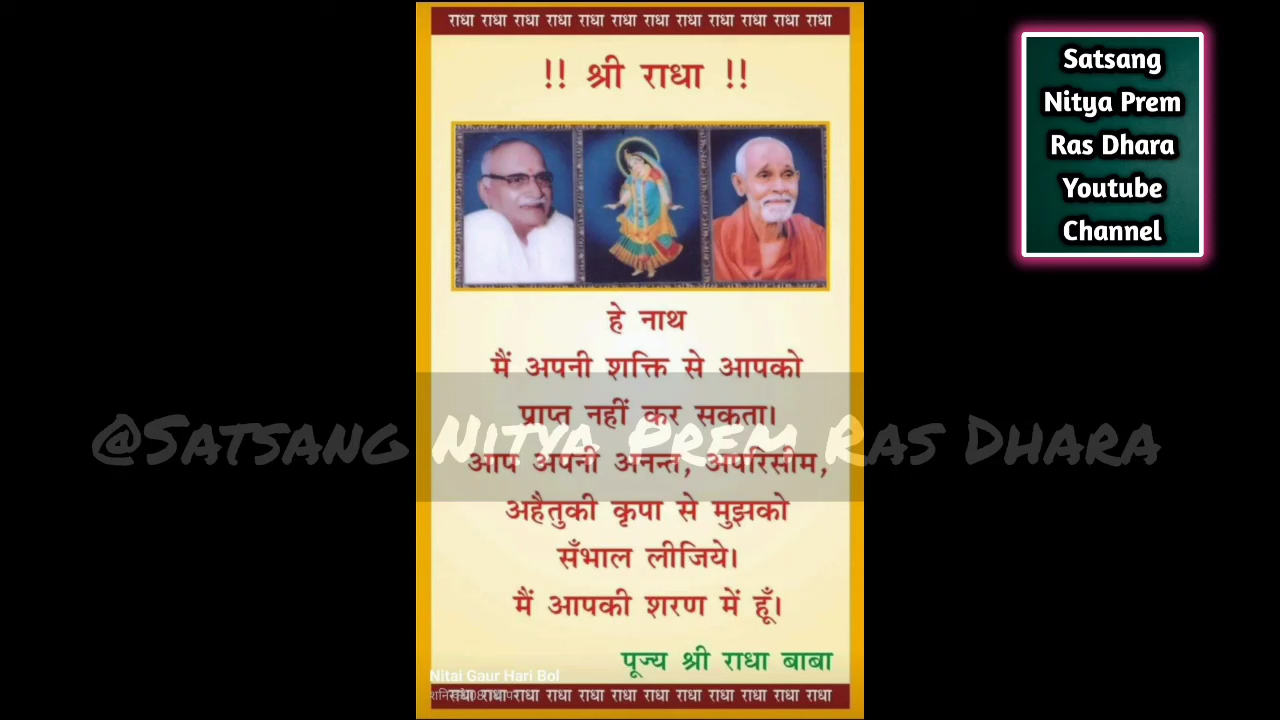 राधा राधा राधा राधा राधा राधा राधा राधा राधा राधा राधा राधा
!! श्री राधा !!
हे नाथ
मैं अपनी शक्ति से आपको
प्राप्त नहीं कर सकता।
आप अपनी अनन्त, अपरिसीम,
अहैतुकी कृपा से मुझको
सँभाल लीजिये।
मैं आपकी शरण में हूँ।
पूज्य श्री राधा बाबा
Nitai Gaur Hari Bol
राधा राधा राधा राधा राधा राधा राधा राधा राधा राधा राधा राधा
@Satsang Nitya Prem Ras Dhara
Satsang
Nitya Prem
Ras Dhara
Youtube
Channel